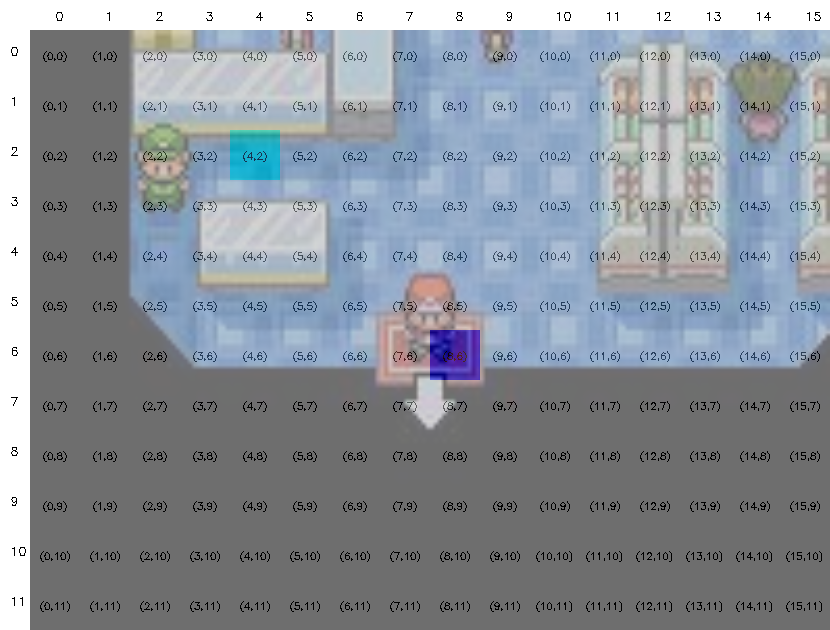 0 1 2 3 4 5 6 7 8 9 10 11 12 13 14 15
0 (0,0) (1,0) (2,0) (3,0) (4,0) (5,0) (6,0) (7,0) (8,0) (9,0) (10,0) (11,0) (12,0) (13,0) (14,0) (15,0)
1 (0,1) (1,1) (2,1) (3,1) (4,1) (5,1) (6,1) (7,1) (8,1) (9,1) (10,1) (11,1) (12,1) (13,1) (14,1) (15,1)
2 (0,2) (1,2) (2,2) (3,2) (4,2) (5,2) (6,2) (7,2) (8,2) (9,2) (10,2) (11,2) (12,2) (13,2) (14,2) (15,2)
3 (0,3) (1,3) (2,3) (3,3) (4,3) (5,3) (6,3) (7,3) (8,3) (9,3) (10,3) (11,3) (12,3) (13,3) (14,3) (15,3)
4 (0,4) (1,4) (2,4) (3,4) (4,4) (5,4) (6,4) (7,4) (8,4) (9,4) (10,4) (11,4) (12,4) (13,4) (14,4) (15,4)
5 (0,5) (1,5) (2,5) (3,5) (4,5) (5,5) (6,5) (7,5) (8,5) (9,5) (10,5) (11,5) (12,5) (13,5) (14,5) (15,5)
6 (0,6) (1,6) (2,6) (3,6) (4,6) (5,6) (6,6) (7,6) (8,6) (9,6) (10,6) (11,6) (12,6) (13,6) (14,6) (15,6)
7 (0,7) (1,7) (2,7) (3,7) (4,7) (5,7) (6,7) (7,7) (8,7) (9,7) (10,7) (11,7) (12,7) (13,7) (14,7) (15,7)
8 (0,8) (1,8) (2,8) (3,8) (4,8) (5,8) (6,8) (7,8) (8,8) (9,8) (10,8) (11,8) (12,8) (13,8) (14,8) (15,8)
9 (0,9) (1,9) (2,9) (3,9) (4,9) (5,9) (6,9) (7,9) (8,9) (9,9) (10,9) (11,9) (12,9) (13,9) (14,9) (15,9)
10 (0,10) (1,10) (2,10) (3,10) (4,10) (5,10) (6,10) (7,10) (8,10) (9,10) (10,10) (11,10) (12,10) (13,10) (14,10) (15,10)
11 (0,11) (1,11) (2,11) (3,11) (4,11) (5,11) (6,11) (7,11) (8,11) (9,11) (10,11) (11,11) (12,11) (13,11) (14,11) (15,11)